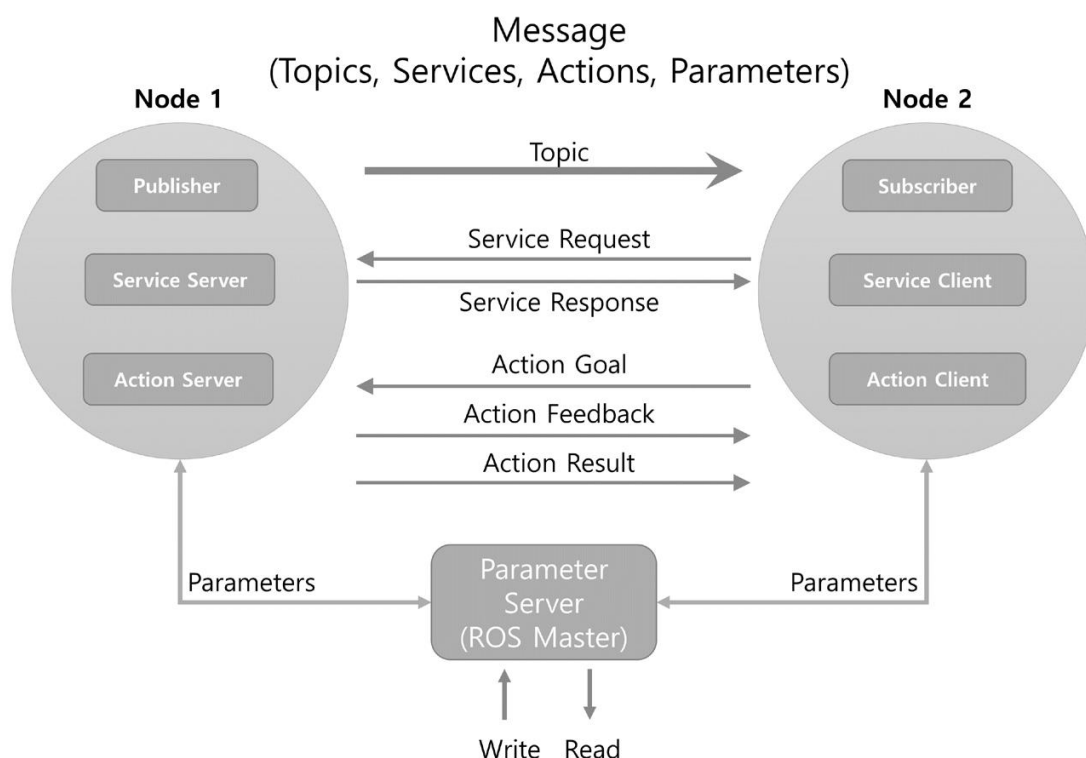 Message
(Topics, Services, Actions, Parameters)
Node 1
Node 2
Publisher
Topic
Subscriber
Service Request
Service Server
Service Client
Service Response
Action Goal
Action Server
Action Client
Action Feedback
Action Result
Parameters
Parameter
Server
(ROS Master)
Parameters
Write
Read